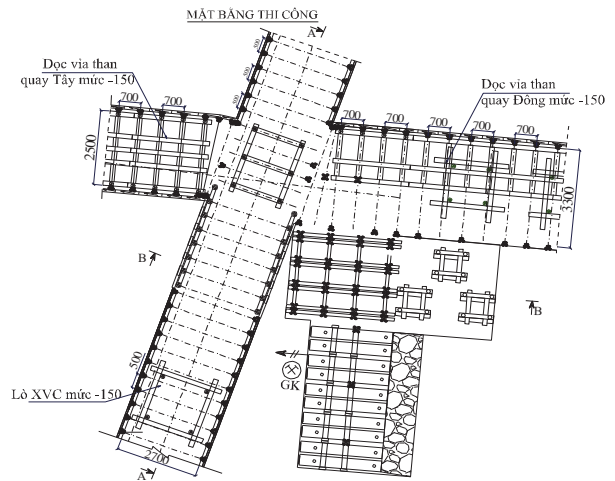 MẶT BẰNG THI CÔNG
A
Dọc vỉa than
quay Tây mức -150
Dọc vỉa than
quay Đông mức -150
500
500
500
700
700
700
700
700
700
700
2500
3300
B
B
500
GK
Lò XVC mức -150
2700
A